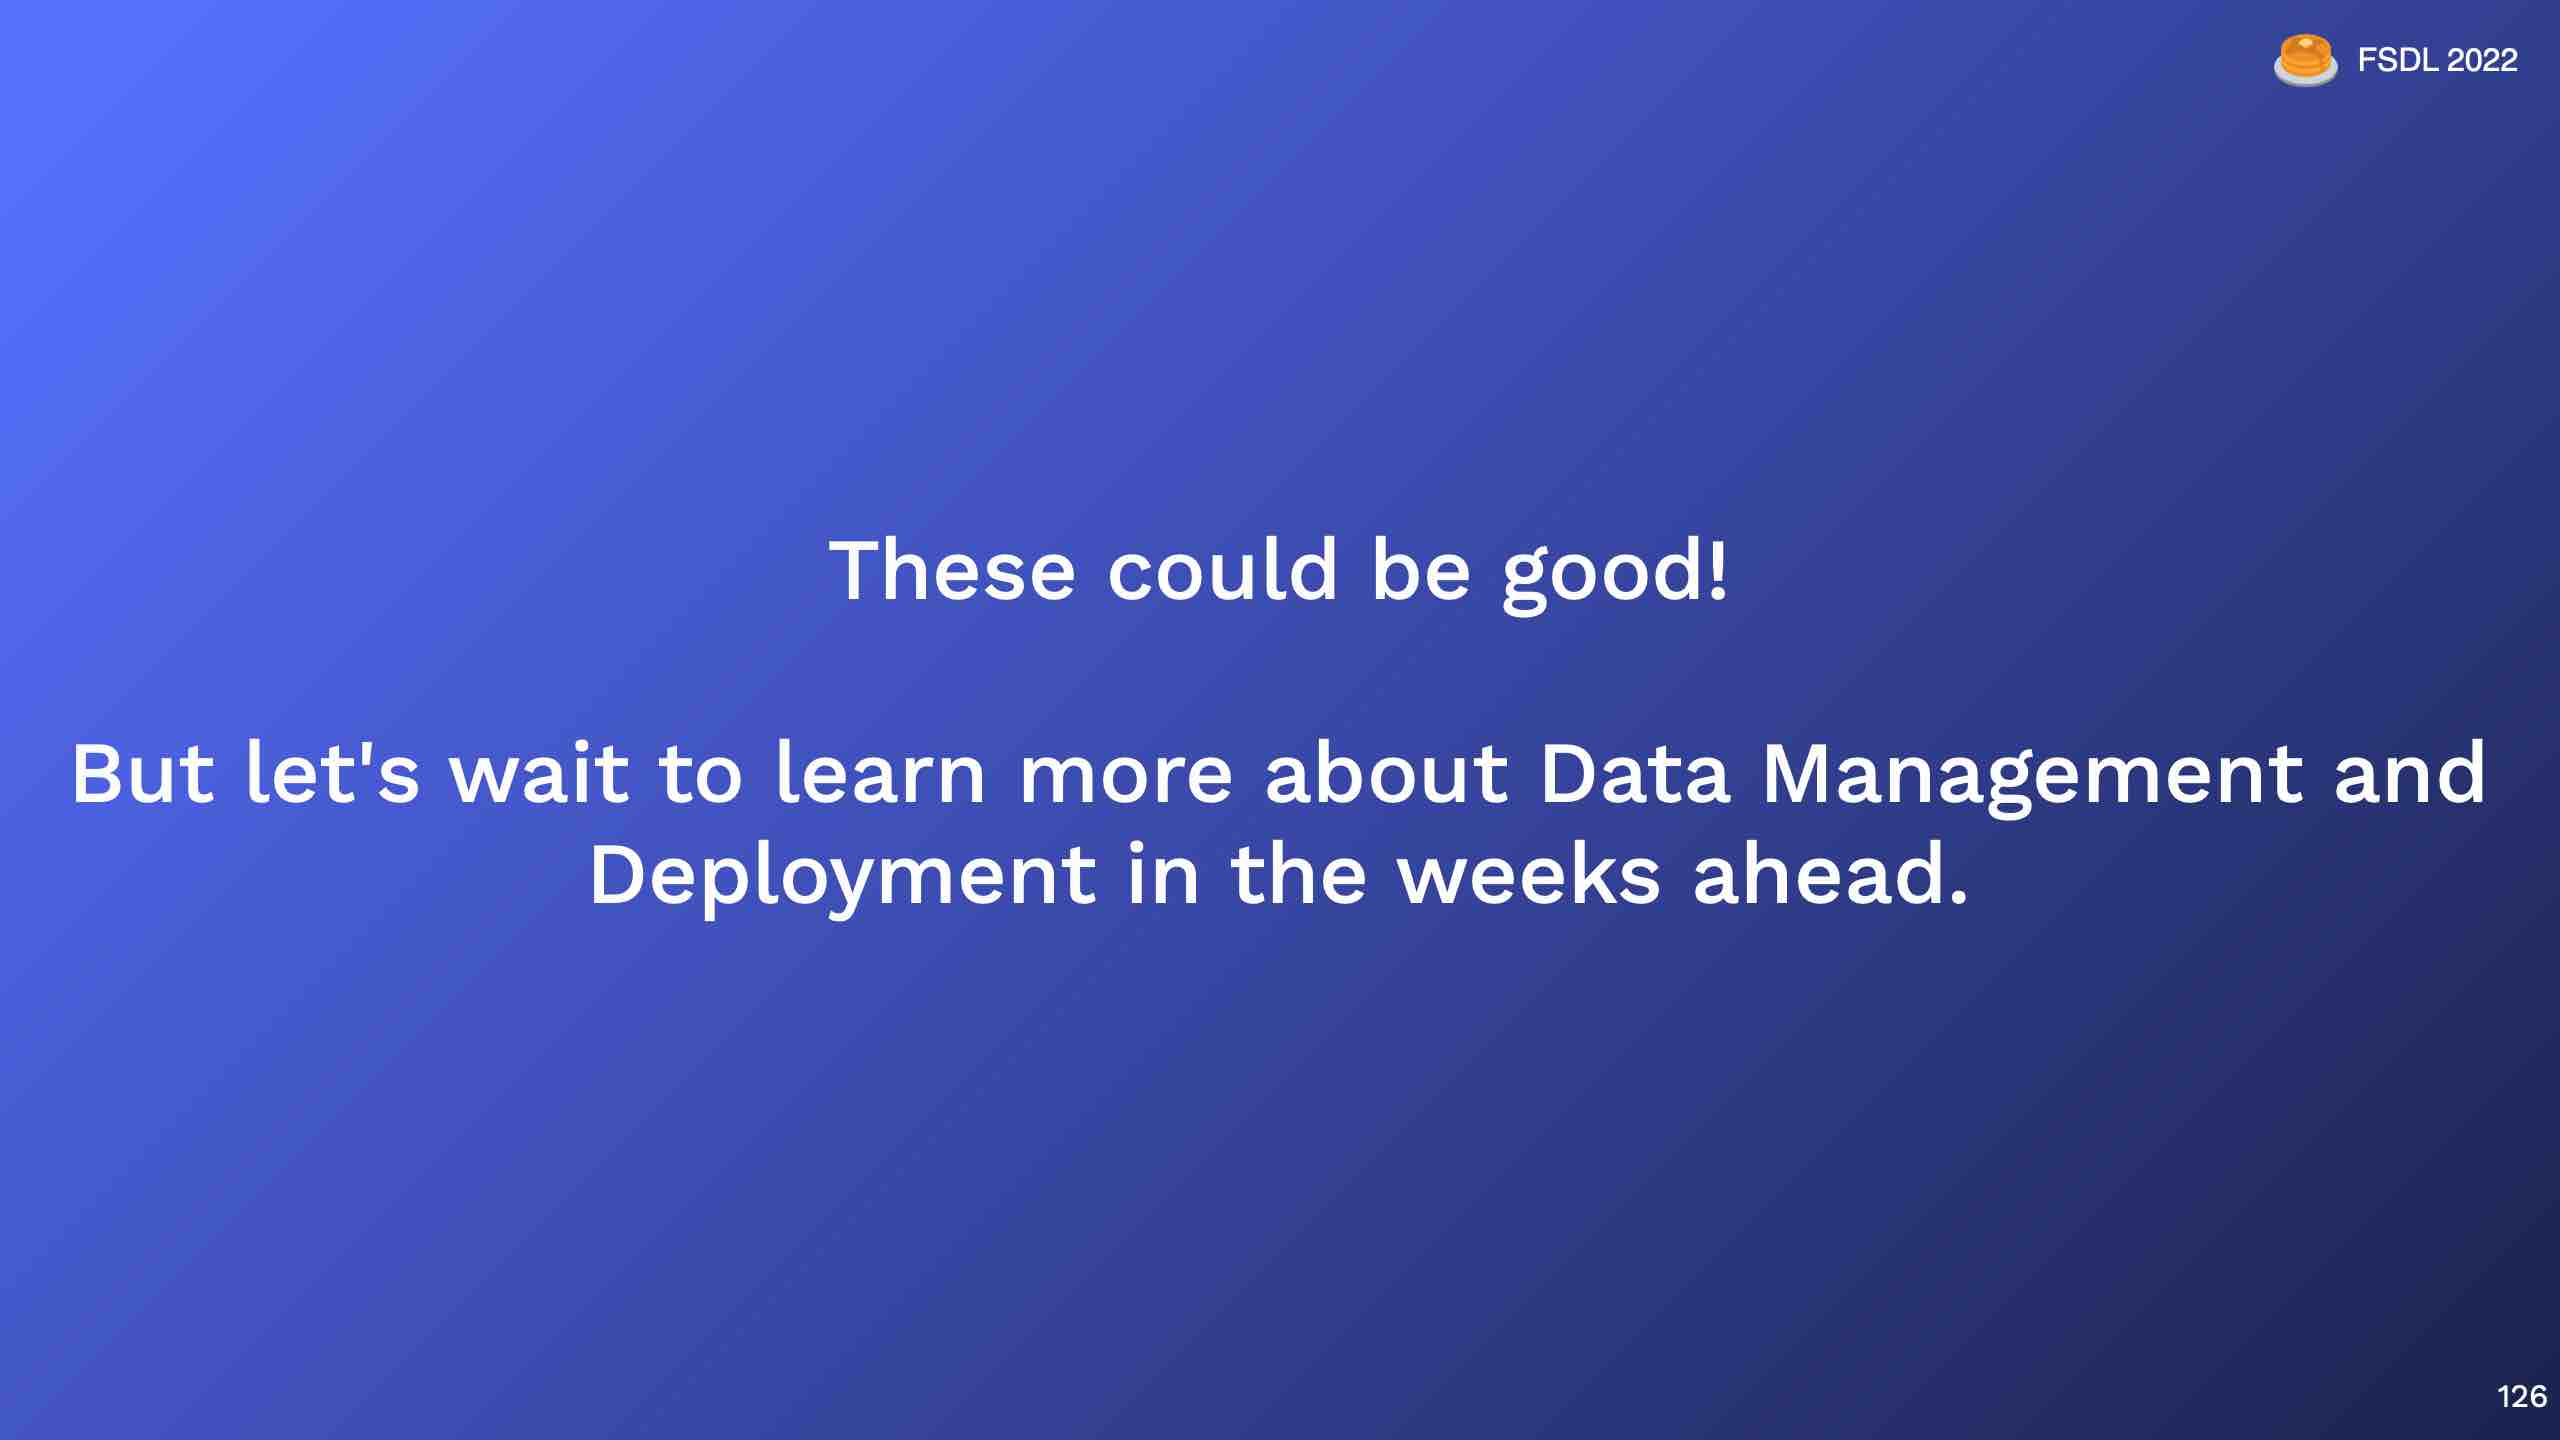 FSDL 2022
These could be good!
But let's wait to learn more about Data Management and
Deployment in the weeks ahead.
126